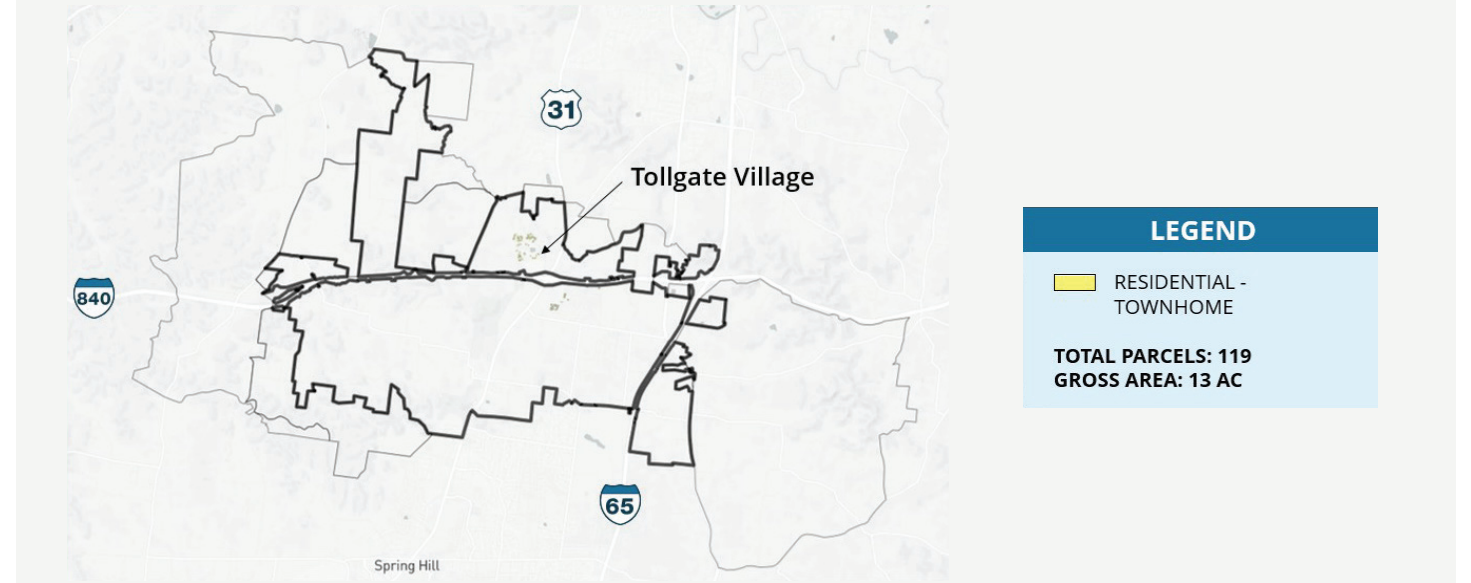 31
Tollgate Village
840
65
Spring Hill
LEGEND
RESIDENTIAL -
TOWNHOME
TOTAL PARCELS: 119
GROSS AREA: 13 AC